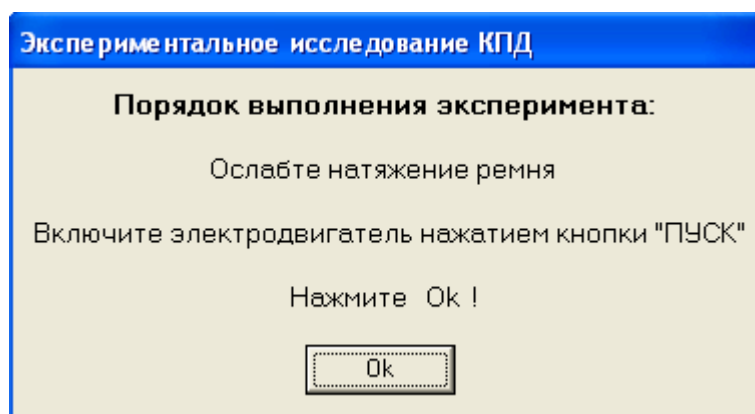 Экспериментальное исследование КПД
Порядок выполнения эксперимента:
Ослабте натяжение ремня
Включите электродвигатель нажатием кнопки "ПУСК"
Нажмите Ok !
Ok